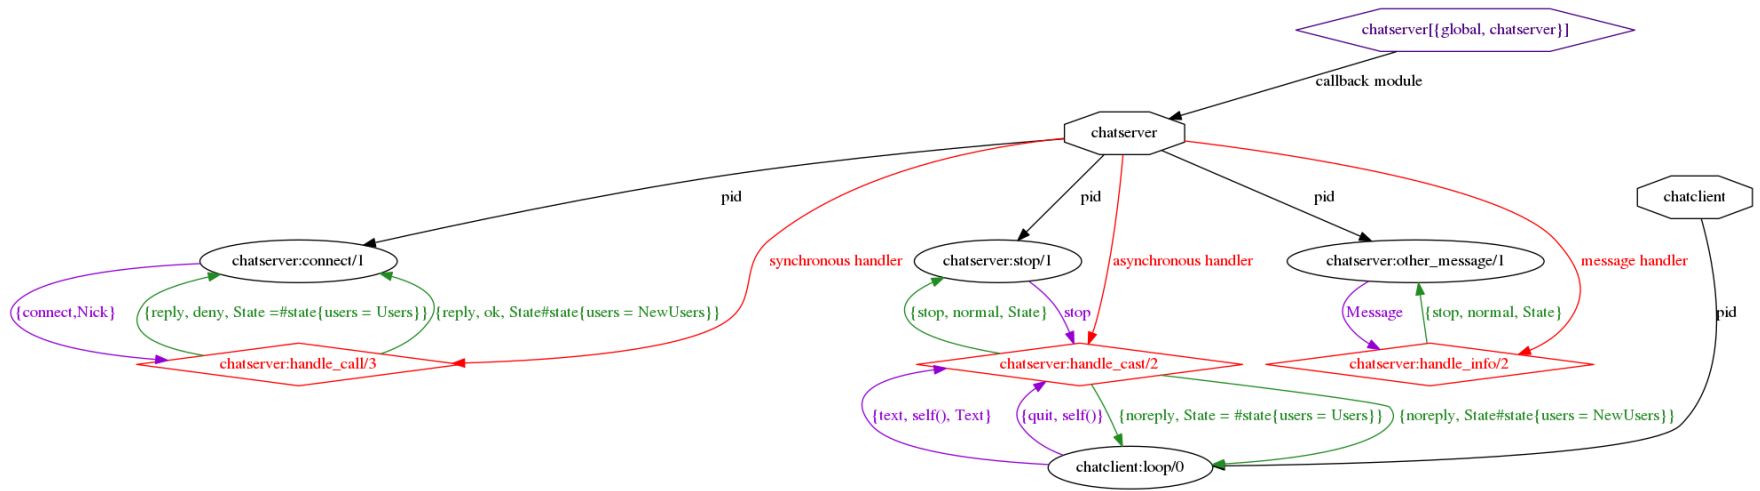 chatserver[{global, chatserver}]
callback module
chatserver
pid
pid
pid
chatclient
chatserver:connect/1
synchronous handler
chatserver:stop/1
asynchronous handler
chatserver:other_message/1
message handler
{connect,Nick}
{reply, deny, State =#state{users = Users}}
{reply, ok, State#state{users = NewUsers}}
{stop, normal, State}
stop
Message
{stop, normal, State}
pid
chatserver:handle_call/3
chatserver:handle_cast/2
chatserver:handle_info/2
{text, self(), Text}
{quit, self()}
{noreply, State = #state{users = Users}}
{noreply, State#state{users = NewUsers}}
chatclient:loop/0